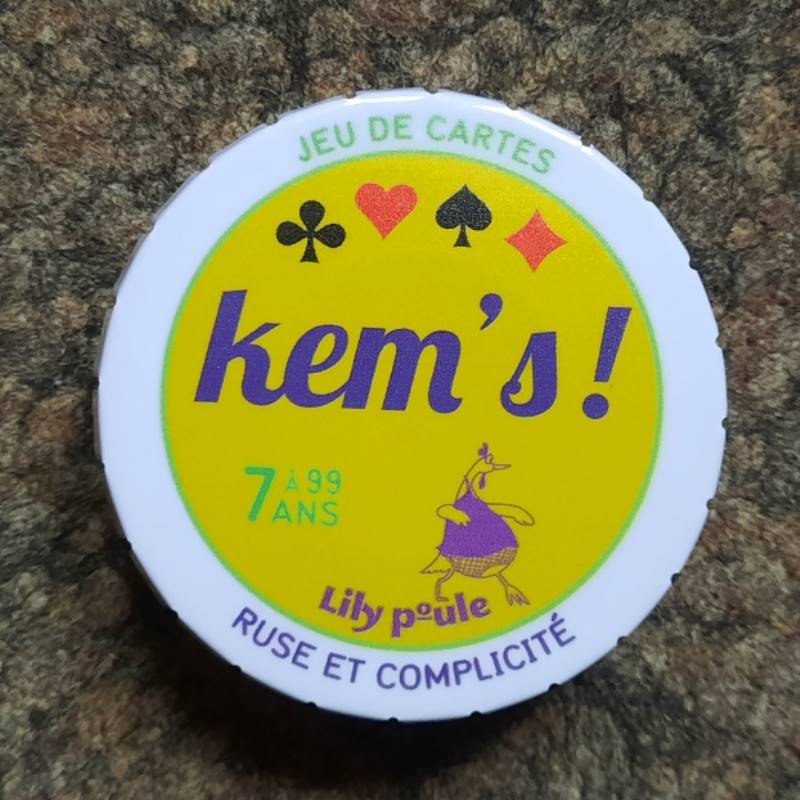 JEU DE CARTES
kem's!
7 À 99
ANS
Lily poule
RUSE ET COMPLICITÉ